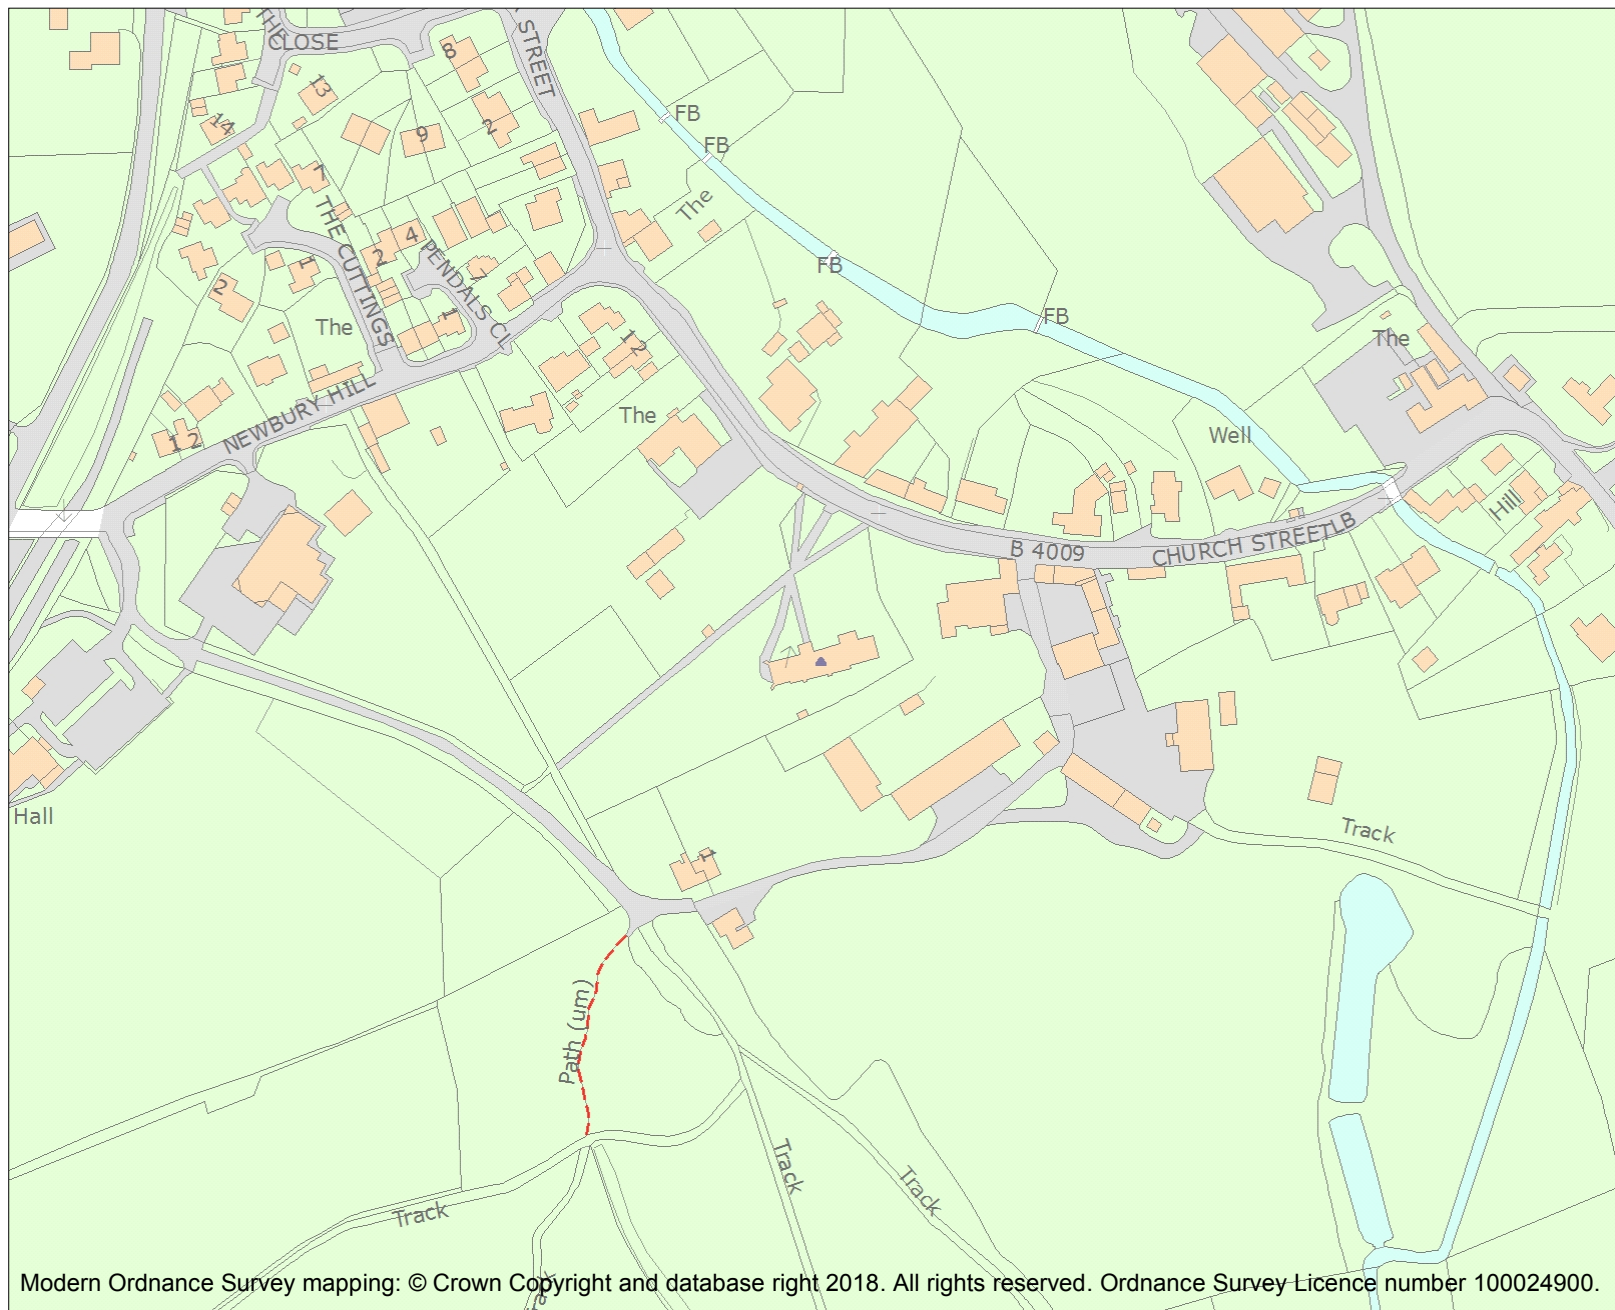 THE
CLOSE
STREET
8
13
14
9
2
7
FB
FB
The
THE CUTTINGS
4
2
PENDALS CL
7
1
2
1
FB
FB
The
The
12
The
NEWBURY HILL
1 2
Well
Hill
B 4009
CHURCH STREET
LB
Hall
Track
1
Path (um)
Track
Track
Track
Modern Ordnance Survey mapping: © Crown Copyright and database right 2018. All rights reserved. Ordnance Survey Licence number 100024900.